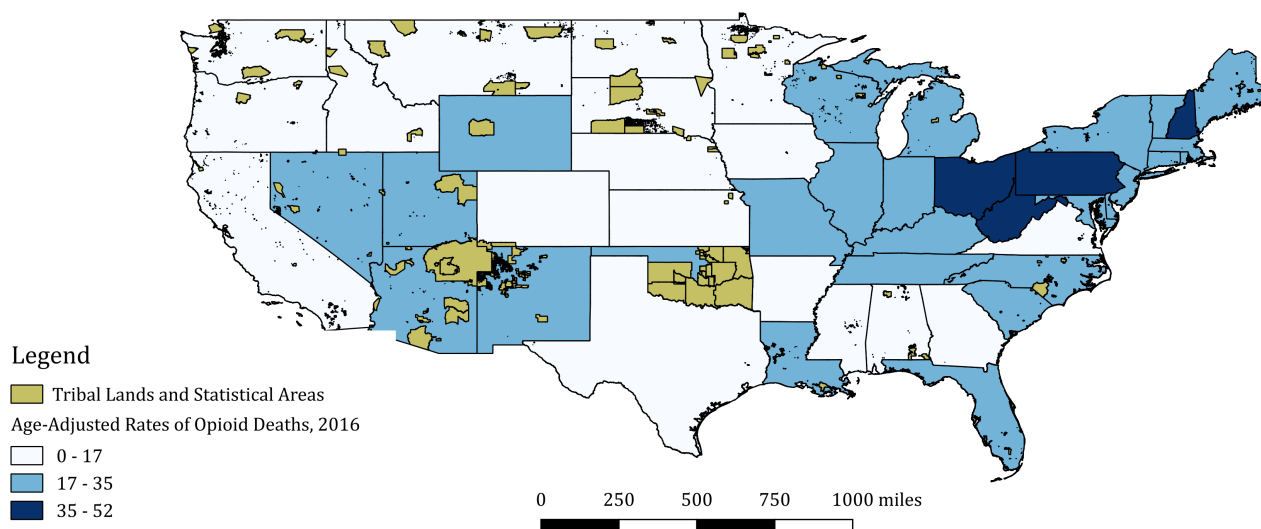 Legend
Tribal Lands and Statistical Areas
Age-Adjusted Rates of Opioid Deaths, 2016
0 - 17
17 - 35
35 - 52
0 250 500 750 1000 miles